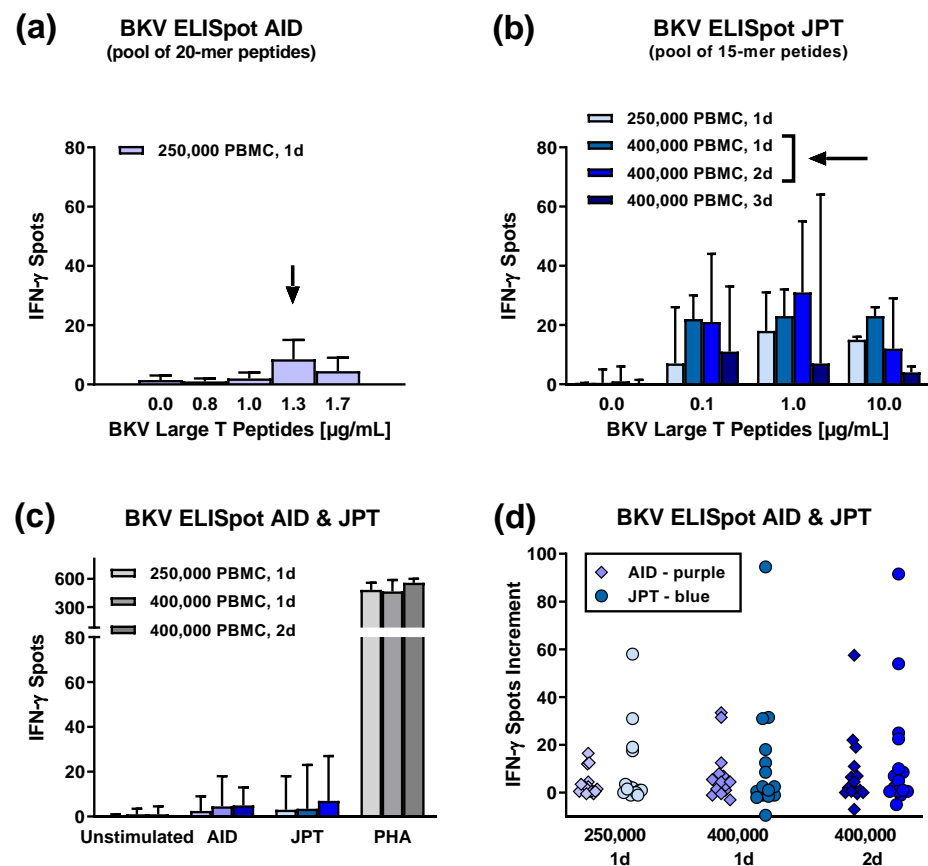 (a)
BKV ELISpot AID
(pool of 20-mer peptides)
250,000 PBMC, 1d
80
60
40
20
0
IFN-γ Spots
0.0 0.8 1.0 1.3 1.7
BKV Large T Peptides [µg/mL]
(b)
BKV ELISpot JPT
(pool of 15-mer petides)
250,000 PBMC, 1d
400,000 PBMC, 1d
400,000 PBMC, 2d
400,000 PBMC, 3d
80
60
40
20
0
IFN-γ Spots
0.0 0.1 1.0 10.0
BKV Large T Peptides [µg/mL]
(c)
BKV ELISpot AID & JPT
250,000 PBMC, 1d
400,000 PBMC, 1d
400,000 PBMC, 2d
600
300
80
60
40
20
0
IFN-γ Spots
Unstimulated AID JPT PHA
(d)
BKV ELISpot AID & JPT
AID - purple
JPT - blue
100
80
60
40
20
0
IFN-γ Spots Increment
250,000 400,000 400,000
1d 1d 2d